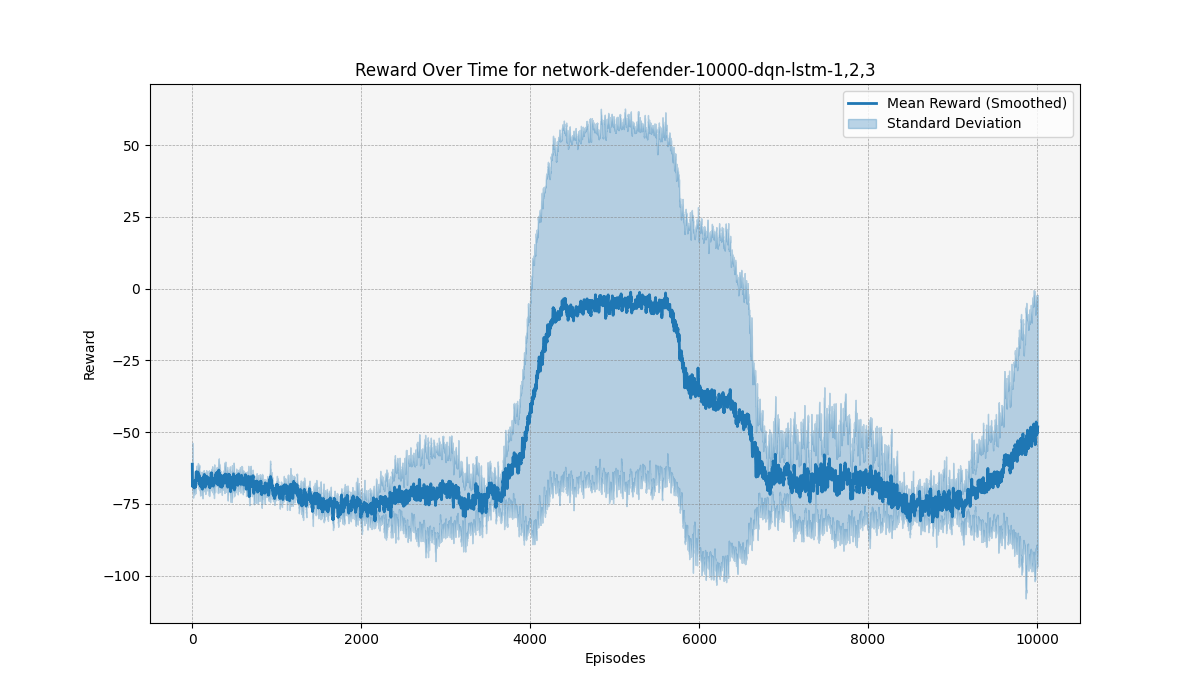 Reward Over Time for network-defender-10000-dqn-lstm-1,2,3
Mean Reward (Smoothed)
Standard Deviation
50
25
0
−25
−50
−75
−100
Reward
0
2000
4000
6000
8000
10000
Episodes